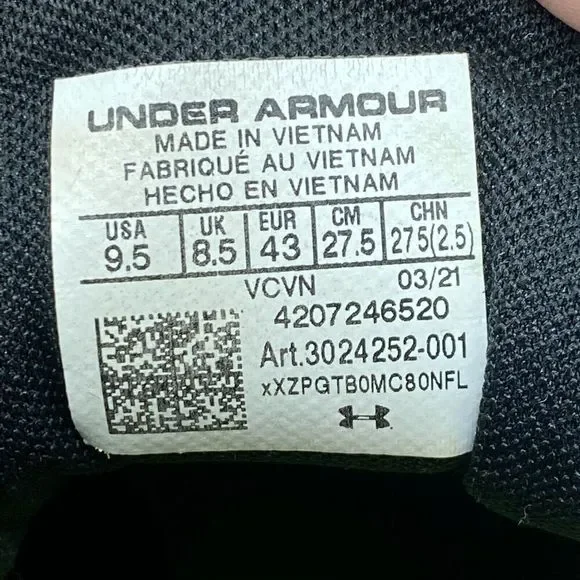 UNDER ARMOUR
MADE IN VIETNAM
FABRIQUÉ AU VIETNAM
HECHO EN VIETNAM
USA UK EUR CM CHN
9.5 8.5 43 27.5 275(2.5)
VCVN 03/21
4207246520
Art.3024252-001
xXZPGTB0MC80NFL